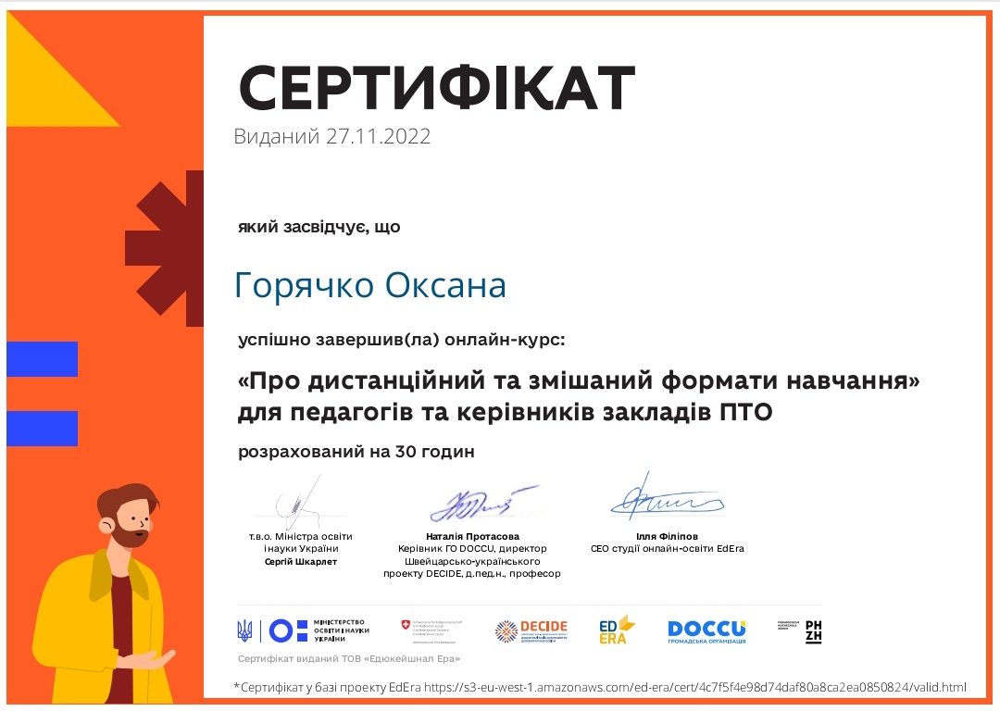 СЕРТИФІКАТ
Виданий 27.11.2022
який засвідчує, що
Горячко Оксана
успішно завершив(ла) онлайн-курс:
«Про дистанційний та змішаний формати навчання»
для педагогів та керівників закладів ПТО
розрахований на 30 годин
т.в.о. Міністра освіти
і науки України
Сергій Шкарлет
Наталія Протасова
Керівник ГО DOCCU, директор
Швейцарсько-українського
проекту DECIDE, д.пед.н., професор
Ілля Філіпов
CEO студії онлайн-освіти EdEra
МІНІСТЕРСТВО
ОСВІТИ І НАУКИ
УКРАЇНИ
DECIDE
ED
ERA
DOCCU
ГРОМАДСЬКА ОРГАНІЗАЦІЯ
PH
ZH
Сертифікат виданий ТОВ «Едюкейшнал Ера»
*Сертифікат у базі проекту EdEra https://s3-eu-west-1.amazonaws.com/ed-era/cert/4c7f5f4e98d74daf80a8ca2ea0850824/valid.html